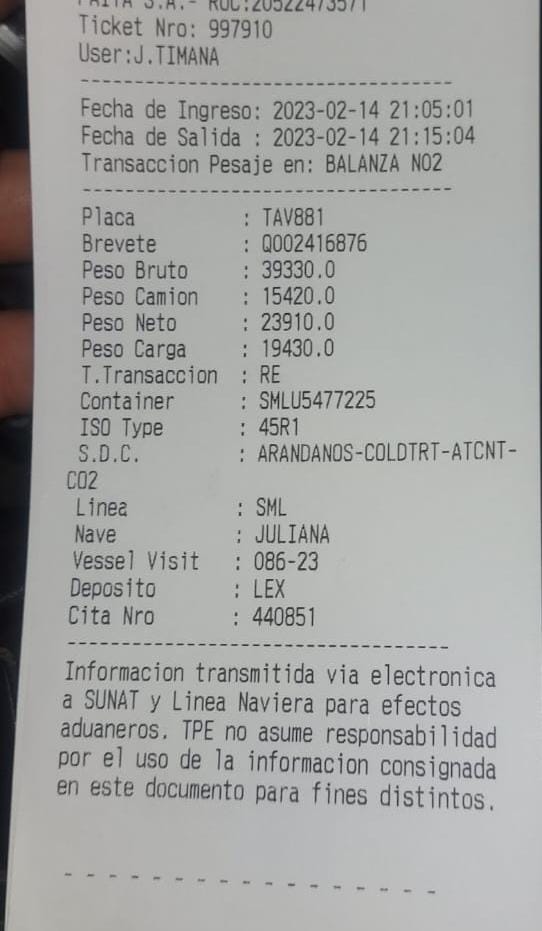 PAITA S.A.- RUC:20522473571
Ticket Nro: 997910
User:J.TIMANA
------------------------------------
Fecha de Ingreso: 2023-02-14 21:05:01
Fecha de Salida : 2023-02-14 21:15:04
Transaccion Pesaje en: BALANZA NO2
------------------------------------
Placa : TAV881
Brevete : Q002416876
Peso Bruto : 39330.0
Peso Camion : 15420.0
Peso Neto : 23910.0
Peso Carga : 19430.0
T.Transaccion : RE
Container : SMLU5477225
ISO Type : 45R1
S.D.C. : ARANDANOS-COLDTRT-ATCNT-
CO2
Linea : SML
Nave : JULIANA
Vessel Visit : 086-23
Deposito : LEX
Cita Nro : 440851
------------------------------------
Informacion transmitida via electronica
a SUNAT y Linea Naviera para efectos
aduaneros. TPE no asume responsabilidad
por el uso de la informacion consignada
en este documento para fines distintos.
- - - - - - - - - - - - - - - - - -